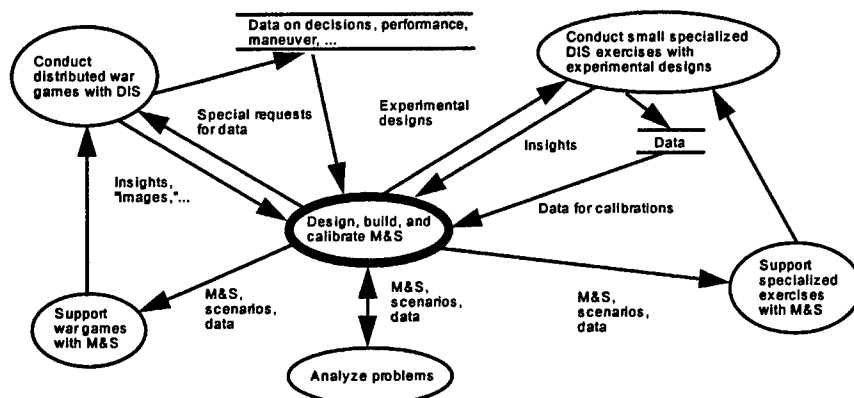 Data on decisions, performance,
maneuver, ...
Conduct
distributed war
games with DIS
Conduct small specialized
DIS exercises with
experimental designs
Special requests
for data
Experimental
designs
Insights
Data
Insights,
"images,"...
Design, build, and
calibrate M&S
Data for calibrations
Support
war games
with M&S
M&S,
scenarios,
data
M&S,
scenarios,
data
M&S,
scenarios,
data
Support
specialized
exercises
with M&S
Analyze problems